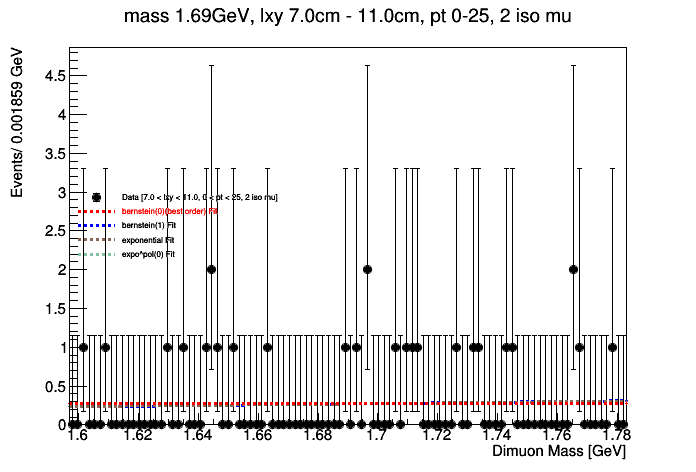 mass 1.69GeV, lxy 7.0cm - 11.0cm, pt 0-25, 2 iso mu
Events/ 0.001859 GeV
4.5
4
3.5
3
2.5
2
1.5
1
0.5
0
Data [7.0 < lxy < 11.0, 0 < pt < 25, 2 iso mu]
bernstein(0)(best order) Fit
bernstein(1) Fit
exponential Fit
expo*pol(0) Fit
1.6 1.62 1.64 1.66 1.68 1.7 1.72 1.74 1.76 1.78
Dimuon Mass [GeV]